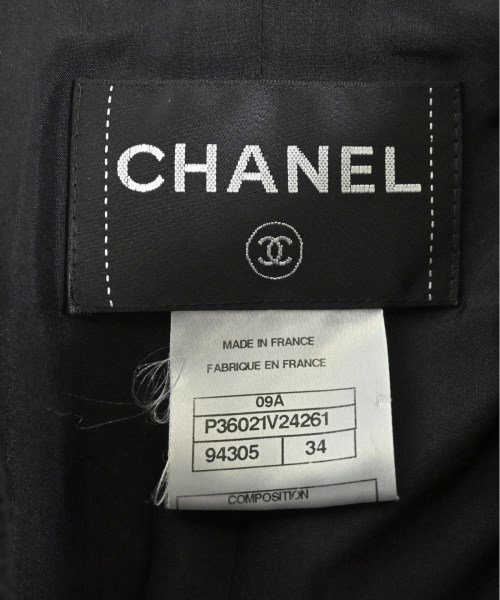 CHANEL
MADE IN FRANCE
FABRIQUE EN FRANCE
09A
P36021V24261
94305 34
COMPOSITION